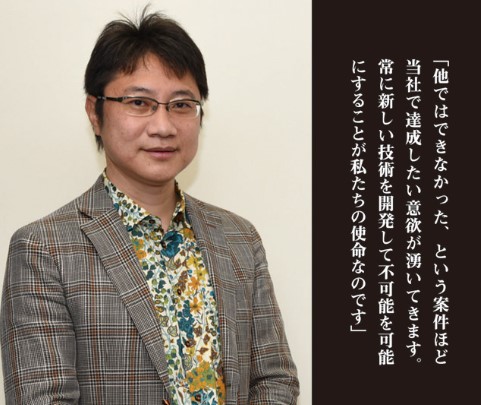 「他ではできなかった、という案件ほど
当社で達成したい意欲が湧いてきます。
常に新しい技術を開発して不可能を可能
にすることが私たちの使命なのです」